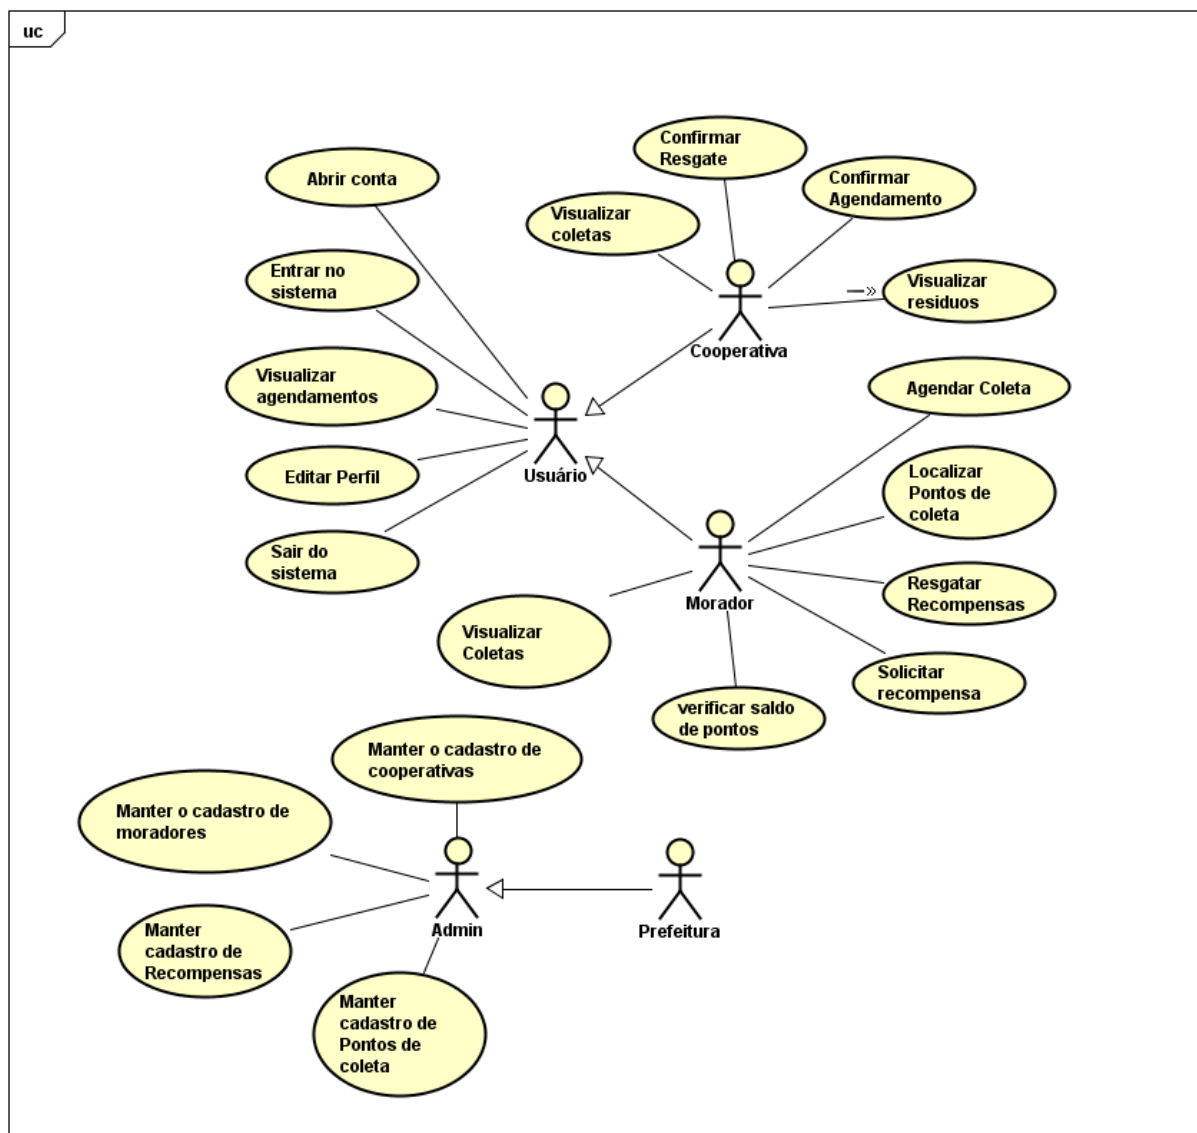 uc
Confirmar
Resgate
Abrir conta
Confirmar
Agendamento
Visualizar
coletas
Entrar no
sistema
Visualizar
residuos
Cooperativa
Visualizar
agendamentos
Agendar Coleta
Usuário
Editar Perfil
Localizar
Pontos de
coleta
Sair do
sistema
Morador
Resgatar
Recompensas
Visualizar
Coletas
Solicitar
recompensa
verificar saldo
de pontos
Manter o cadastro de
cooperativas
Manter o cadastro de
moradores
Admin
Prefeitura
Manter
cadastro de
Recompensas
Manter
cadastro de
Pontos de
coleta